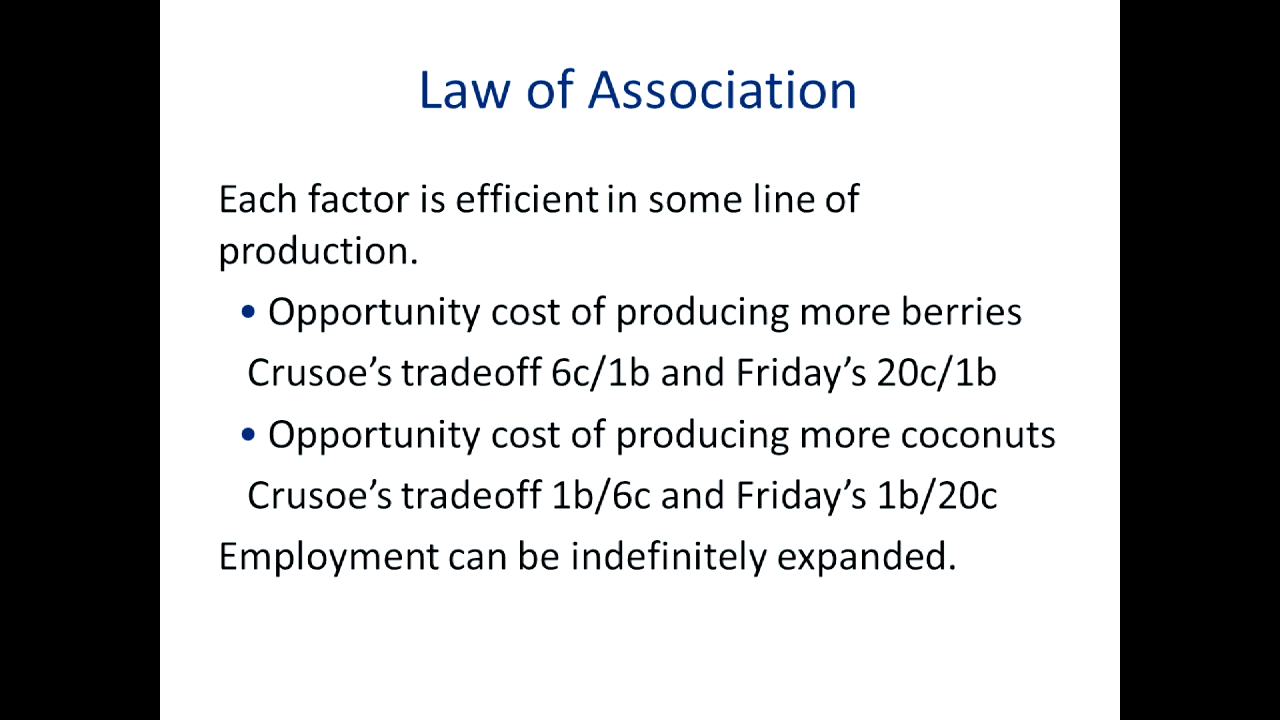 Law of Association
Each factor is efficient in some line of
production.
• Opportunity cost of producing more berries
Crusoe’s tradeoff 6c/1b and Friday’s 20c/1b
• Opportunity cost of producing more coconuts
Crusoe’s tradeoff 1b/6c and Friday’s 1b/20c
Employment can be indefinitely expanded.